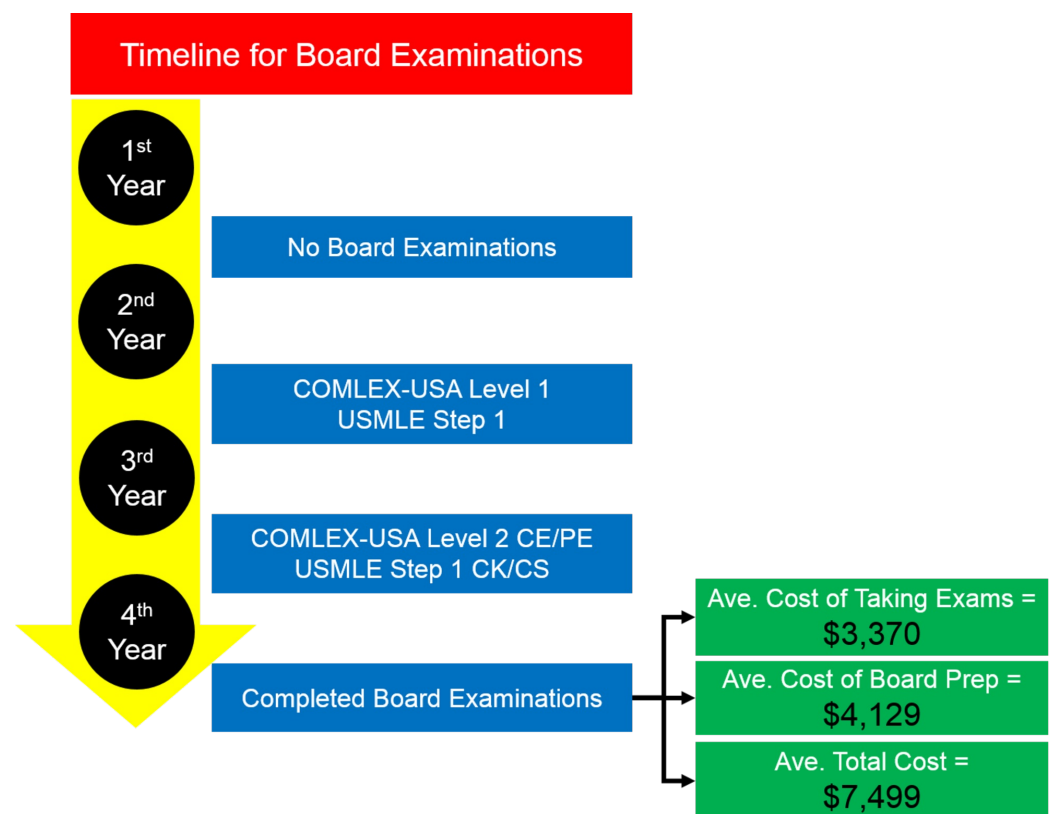 Timeline for Board Examinations
1st
Year
No Board Examinations
2nd
Year
COMLEX-USA Level 1
USMLE Step 1
3rd
Year
COMLEX-USA Level 2 CE/PE
USMLE Step 1 CK/CS
4th
Year
Completed Board Examinations
Ave. Cost of Taking Exams =
$3,370
Ave. Cost of Board Prep =
$4,129
Ave. Total Cost =
$7,499